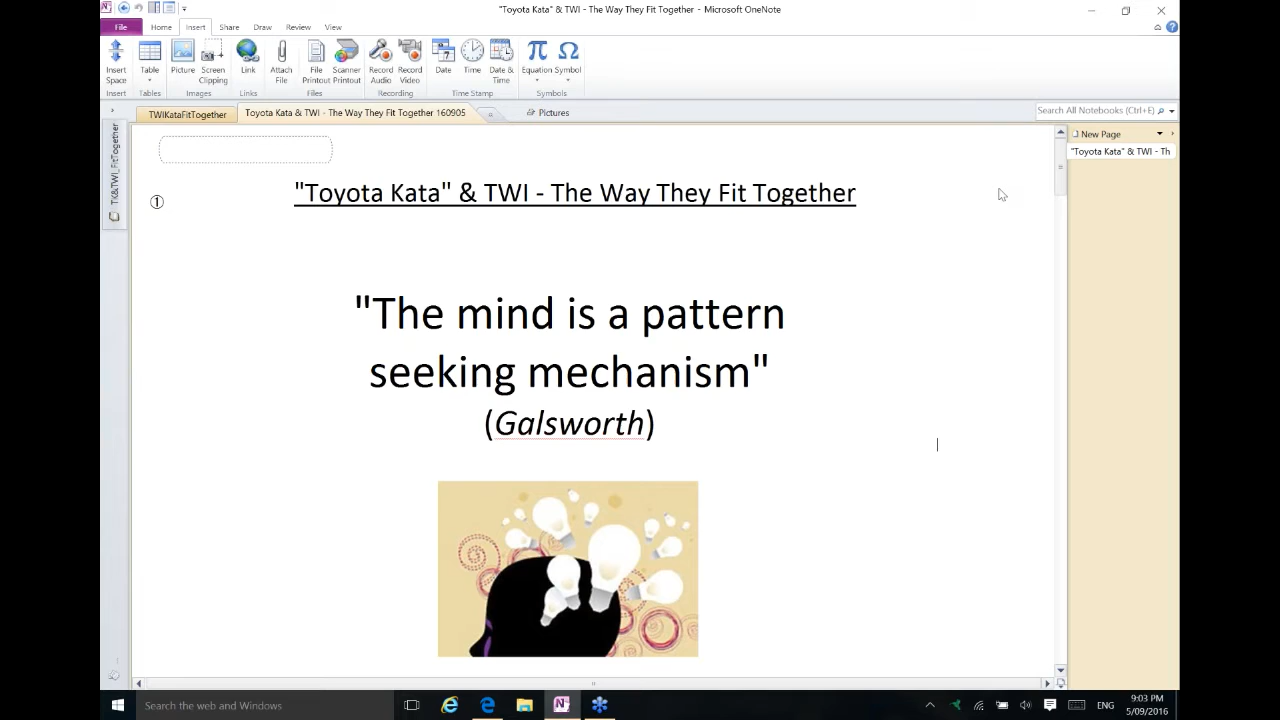 "Toyota Kata" & TWI - The Way They Fit Together - Microsoft OneNote
File Home Insert Share Draw Review View
Insert Space
Table
Picture
Screen Clipping
Link
Attach File
File Printout
Scanner Printout
Record Audio
Record Video
Date
Time
Date & Time
Equation
Symbol
Insert Tables Images Links Files Recording Time Stamp Symbols
TWIKataFitTogether
Toyota Kata & TWI - The Way They Fit Together 160905
Pictures
Search All Notebooks (Ctrl+E)
New Page
"Toyota Kata" & TWI - Th
TK&TWI_FitTogether
①
"Toyota Kata" & TWI - The Way They Fit Together
"The mind is a pattern
seeking mechanism"
(Galsworth)
Search the web and Windows
ENG
9:03 PM
5/09/2016